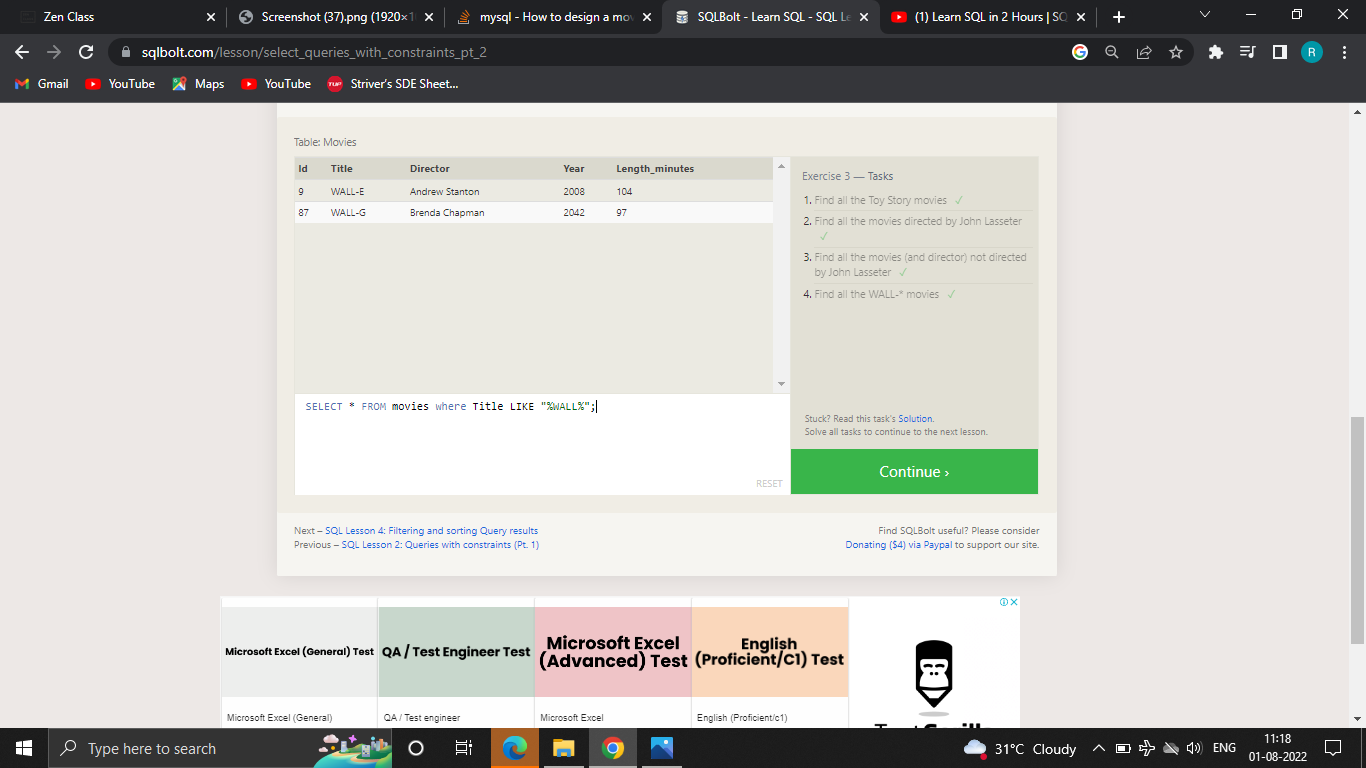 Zen Class
Screenshot (37).png (1920×1
mysql - How to design a mov
SQLBolt - Learn SQL - SQL Le
(1) Learn SQL in 2 Hours | SQ
sqlbolt.com/lesson/select_queries_with_constraints_pt_2
R
Gmail
YouTube
Maps
YouTube
TUF
Striver's SDE Sheet...
Table: Movies
Id Title Director Year Length_minutes
9 WALL-E Andrew Stanton 2008 104
87 WALL-G Brenda Chapman 2042 97
SELECT * FROM movies where Title LIKE "%WALL%";
RESET
Exercise 3 — Tasks
1. Find all the Toy Story movies ✓
2. Find all the movies directed by John Lasseter
✓
3. Find all the movies (and director) not directed
by John Lasseter ✓
4. Find all the WALL-* movies ✓
Stuck? Read this task's Solution.
Solve all tasks to continue to the next lesson.
Continue ›
Next – SQL Lesson 4: Filtering and sorting Query results
Previous – SQL Lesson 2: Queries with constraints (Pt. 1)
Find SQLBolt useful? Please consider
Donating ($4) via Paypal to support our site.
Microsoft Excel (General) Test
QA / Test Engineer Test
Microsoft Excel
(Advanced) Test
English
(Proficient/C1) Test
Microsoft Excel (General)
QA / Test engineer
Microsoft Excel
English (Proficient/c1)
Type here to search
31°C Cloudy
ENG
11:18
01-08-2022